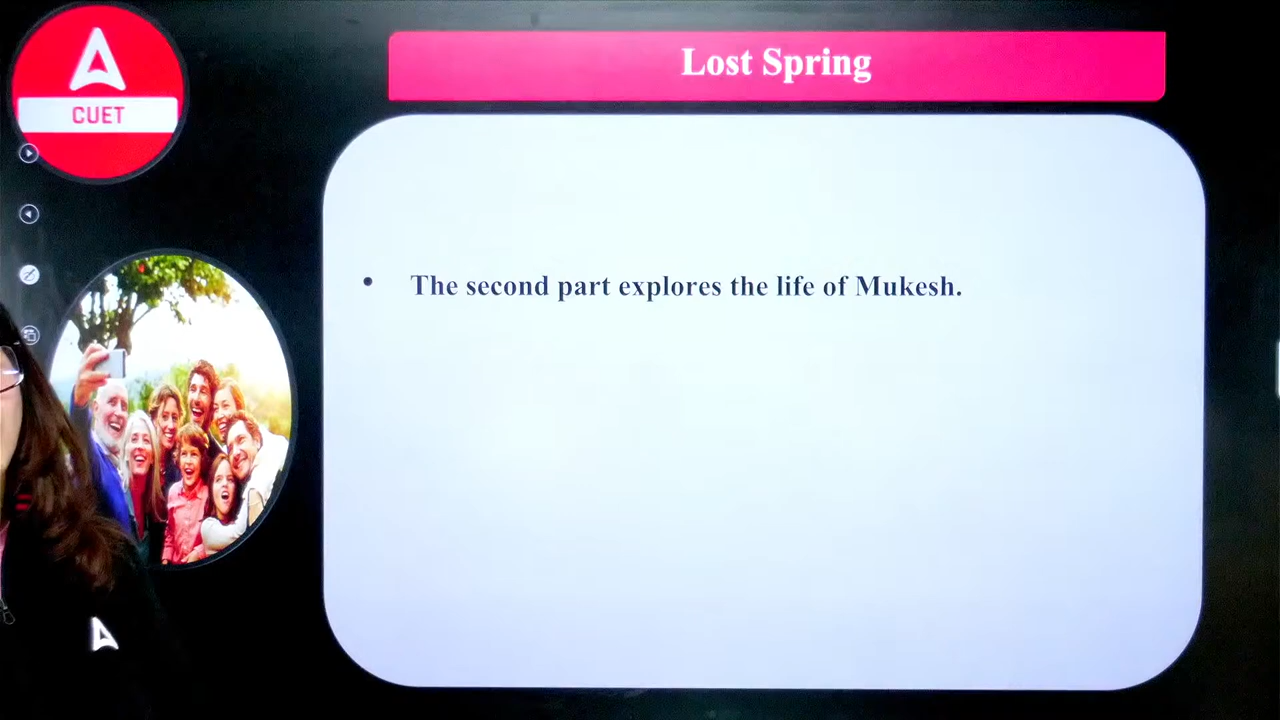 CUET
Lost Spring
• The second part explores the life of Mukesh.